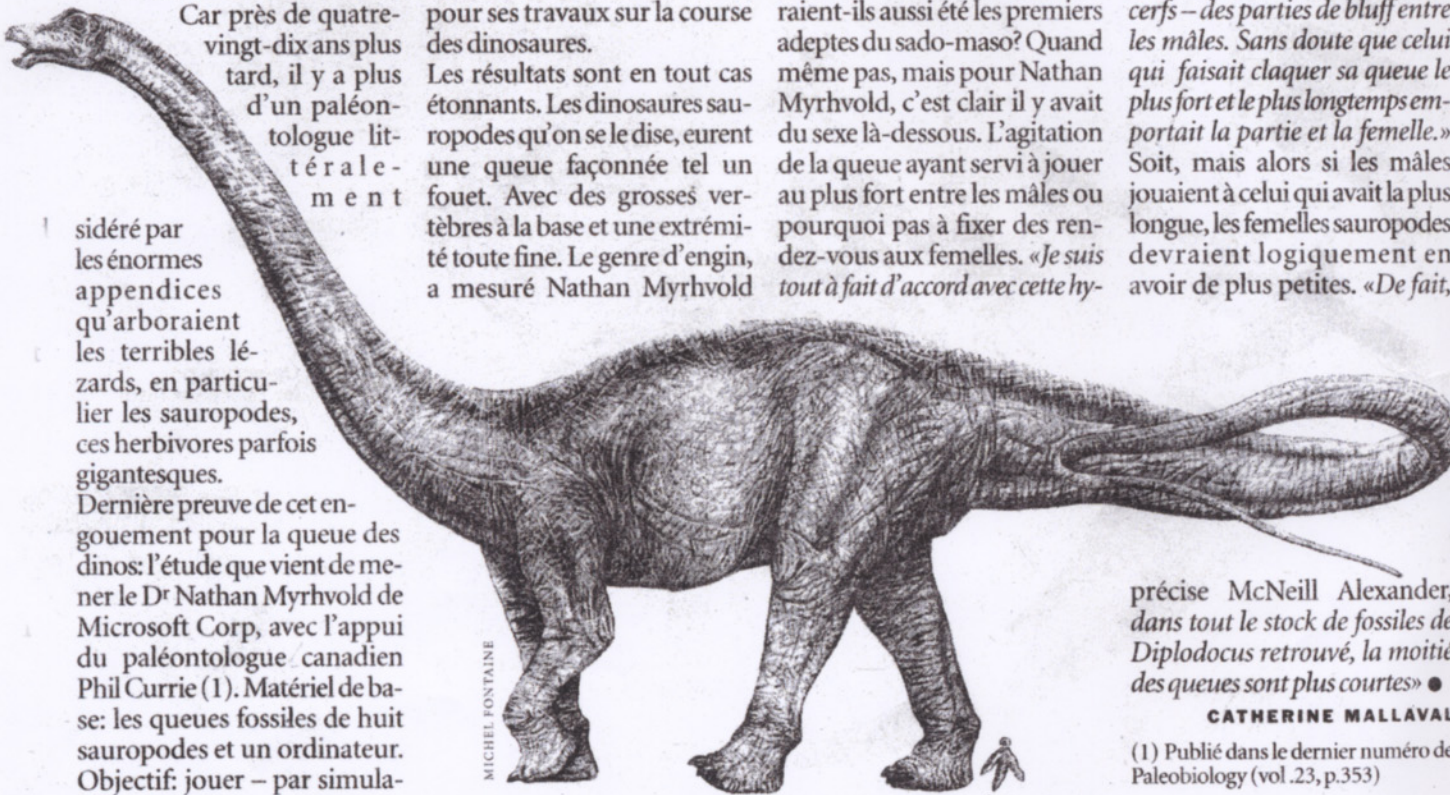 Car près de quatre-
vingt-dix ans plus
tard, il y a plus
d'un paléon-
tologue lit-
térale-
ment
sidéré par
les énormes
appendices
qu'arboraient
les terribles lé-
zards, en particu-
lier les sauropodes,
ces herbivores parfois
gigantesques.
Dernière preuve de cet en-
gouement pour la queue des
dinos: l'étude que vient de me-
ner le Dr Nathan Myrhvold de
Microsoft Corp, avec l'appui
du paléontologue canadien
Phil Currie (1). Matériel de ba-
se: les queues fossiles de huit
sauropodes et un ordinateur.
Objectif: jouer – par simula-
pour ses travaux sur la course
des dinosaures.
Les résultats sont en tout cas
étonnants. Les dinosaures sau-
ropodes qu'on se le dise, eurent
une queue façonnée tel un
fouet. Avec des grosses ver-
tèbres à la base et une extrémi-
té toute fine. Le genre d'engin,
a mesuré Nathan Myrhvold
raient-ils aussi été les premiers
adeptes du sado-maso? Quand
même pas, mais pour Nathan
Myrhvold, c'est clair il y avait
du sexe là-dessous. L'agitation
de la queue ayant servi à jouer
au plus fort entre les mâles ou
pourquoi pas à fixer des ren-
dez-vous aux femelles. «Je suis
tout à fait d'accord avec cette hy-
cerfs – des parties de bluff entre
les mâles. Sans doute que celui
qui faisait claquer sa queue le
plus fort et le plus longtemps em-
portait la partie et la femelle.»
Soit, mais alors si les mâles
jouaient à celui qui avait la plus
longue, les femelles sauropodes
devraient logiquement en
avoir de plus petites. «De fait,
précise McNeill Alexander,
dans tout le stock de fossiles de
Diplodocus retrouvé, la moitié
des queues sont plus courtes» ●
CATHERINE MALLAVAL
(1) Publié dans le dernier numéro de
Paleobiology (vol .23, p.353)
MICHEL FONTAINE